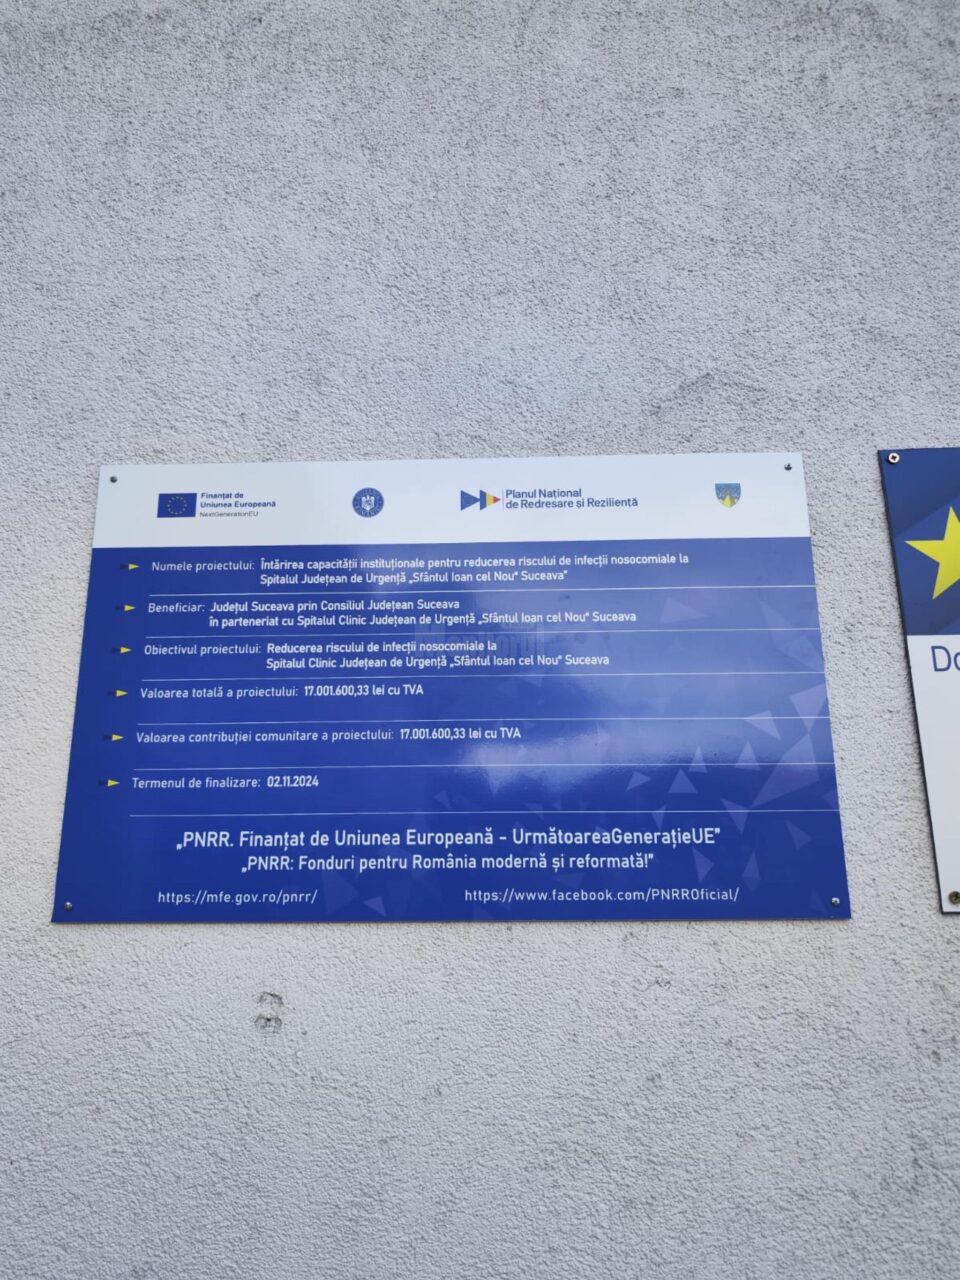 Finanțat de
Uniunea Europeană
NextGenerationEU
Planul Național
de Redresare și Reziliență
Numele proiectului: Întărirea capacității instituționale pentru reducerea riscului de infecții nosocomiale la
Spitalul Județean de Urgență „Sfântul Ioan cel Nou" Suceava"
Beneficiar: Județul Suceava prin Consiliul Județean Suceava
în parteneriat cu Spitalul Clinic Județean de Urgență „Sfântul Ioan cel Nou" Suceava
Obiectivul proiectului: Reducerea riscului de infecții nosocomiale la
Spitalul Clinic Județean de Urgență „Sfântul Ioan cel Nou" Suceava
Valoarea totală a proiectului: 17.001.600,33 lei cu TVA
Valoarea contribuției comunitare a proiectului: 17.001.600,33 lei cu TVA
Termenul de finalizare: 02.11.2024
„PNRR. Finanțat de Uniunea Europeană - UrmătoareaGenerațieUE"
„PNRR: Fonduri pentru România modernă și reformată!"
https://mfe.gov.ro/pnrr/ https://www.facebook.com/PNRROficial/